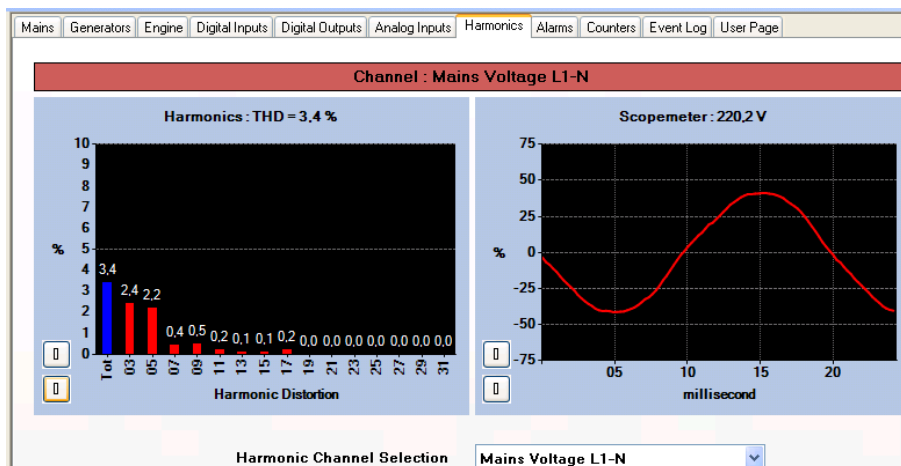 Mains Generators Engine Digital Inputs Digital Outputs Analog Inputs Harmonics Alarms Counters Event Log User Page
Channel : Mains Voltage L1-N
Harmonics : THD = 3,4 %
10
9
8
7
6
5
4
3
2
1
0
%
3,4 2,4 2,2 0,4 0,5 0,2 0,1 0,1 0,2 0,0 0,0 0,0 0,0 0,0 0,0 0,0
Tot 03 05 07 09 11 13 15 17 19 21 23 25 27 29 31
Harmonic Distortion
Scopemeter : 220,2 V
75
50
25
0
-25
-50
-75
%
05 10 15 20
millisecond
Harmonic Channel Selection Mains Voltage L1-N